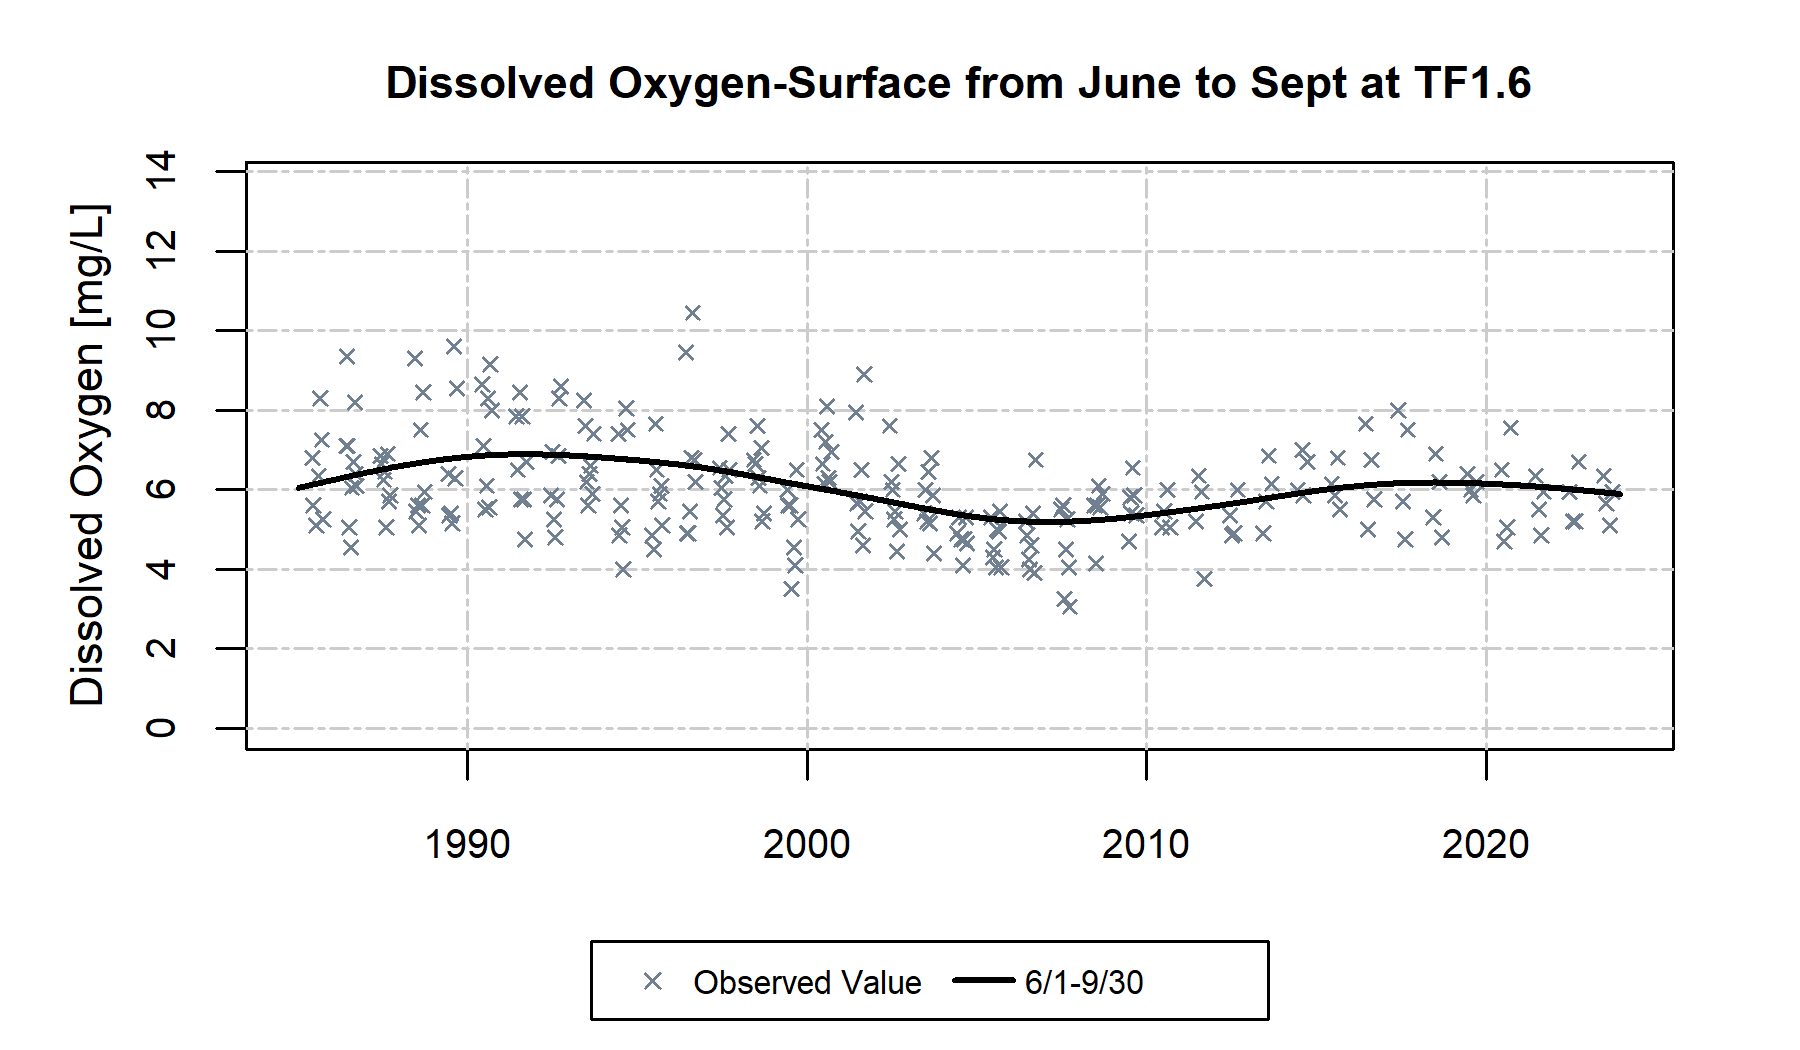 Dissolved Oxygen-Surface from June to Sept at TF1.6
Dissolved Oxygen [mg/L]
14
12
10
8
6
4
2
0
1990 2000 2010 2020
Observed Value 6/1-9/30